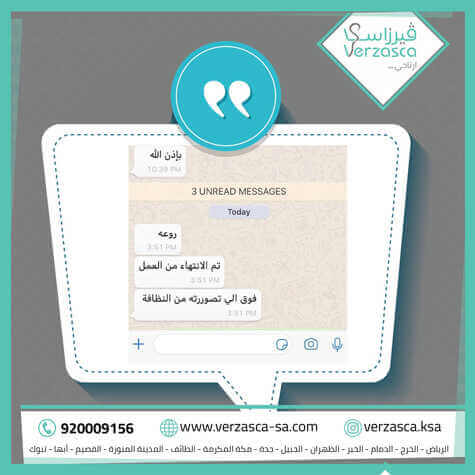 ڤيرزاسكا
Verzasca
ارتاحي...
بإذن الله
10:39 PM
3 UNREAD MESSAGES
Today
روعه
3:51 PM
تم الانتهاء من العمل
3:51 PM
فوق الي تصوررته من النظافة
3:51 PM
920009156
www.verzasca-sa.com
verzasca.ksa
الرياض - الخرج - الدمام - الخبر - الظهران - الجبيل - جدة - مكة المكرمة - الطائف - المدينة المنورة - القصيم - أبها - تبوك